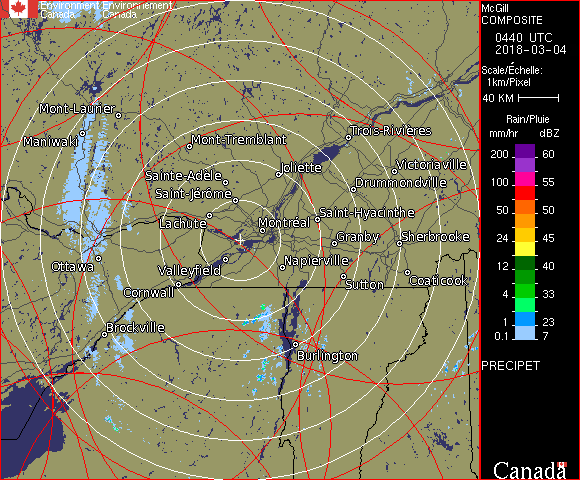 Environment Environnement
Canada Canada
McGill
COMPOSITE
0440 UTC
2018-03-04
Scale/Échelle:
1km/Pixel
40 KM
Rain/Pluie
mm/hr dBZ
200 60
155
100 55
50 50
24 45
12 40
8 33
4 30
1 23
0.1 7
PRECIPET
Canada
Mont-Laurier
Maniwaki
Mont-Tremblant
Trois-Rivières
Joliette
Victoriaville
Sainte-Adèle
Drummondville
Saint-Jérôme
Lachute
Saint-Hyacinthe
Montréal
Granby
Sherbrooke
Ottawa
Valleyfield
Napierville
Coaticook
Sutton
Cornwall
Brockville
Burlington